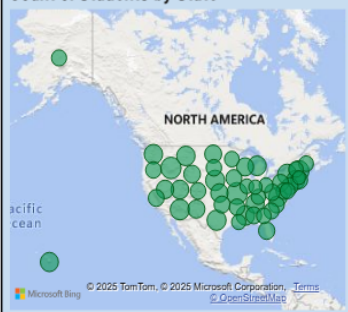 NORTH AMERICA
acific
cean
© 2025 TomTom, © 2025 Microsoft Corporation, Terms
© OpenStreetMap
Microsoft Bing